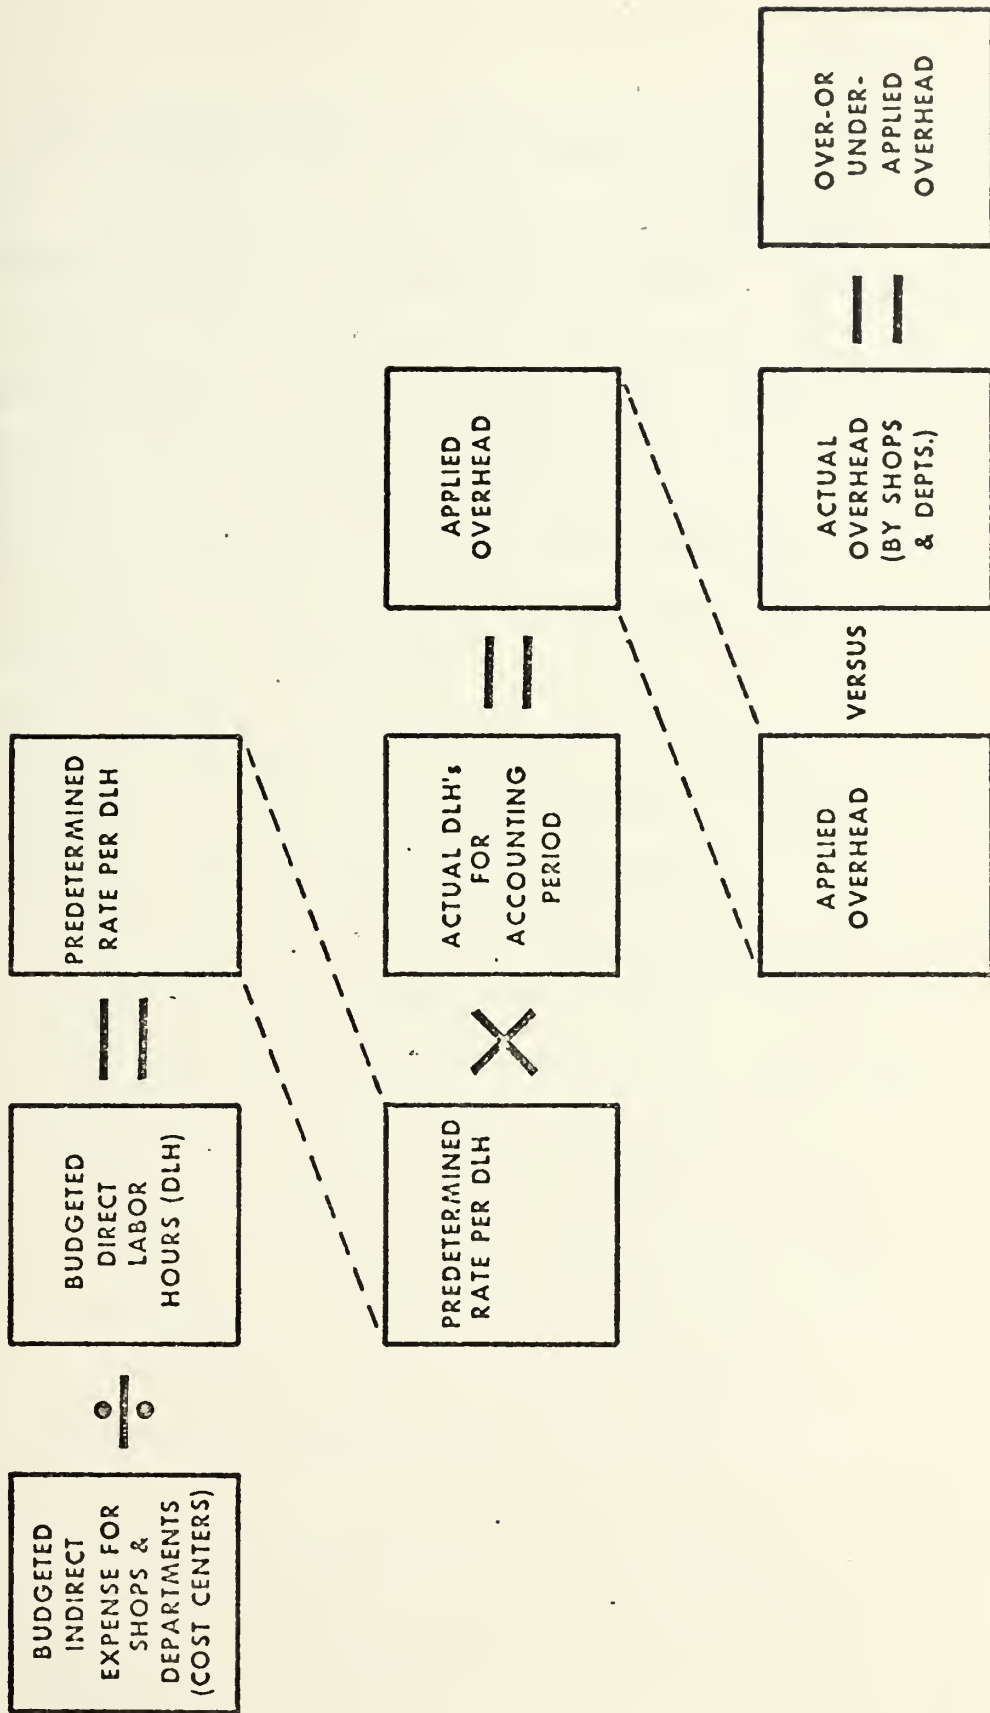 BUDGETED
INDIRECT
EXPENSE FOR
SHOPS &
DEPARTMENTS
(COST CENTERS)
÷
BUDGETED
DIRECT
LABOR
HOURS (DLH)
=
PREDETERMINED
RATE PER DLH
PREDETERMINED
RATE PER DLH
X
ACTUAL DLH's
FOR
ACCOUNTING
PERIOD
=
APPLIED
OVERHEAD
APPLIED
OVERHEAD
VERSUS
ACTUAL
OVERHEAD
(BY SHOPS
& DEPTS.)
=
OVER-OR
UNDER-
APPLIED
OVERHEAD